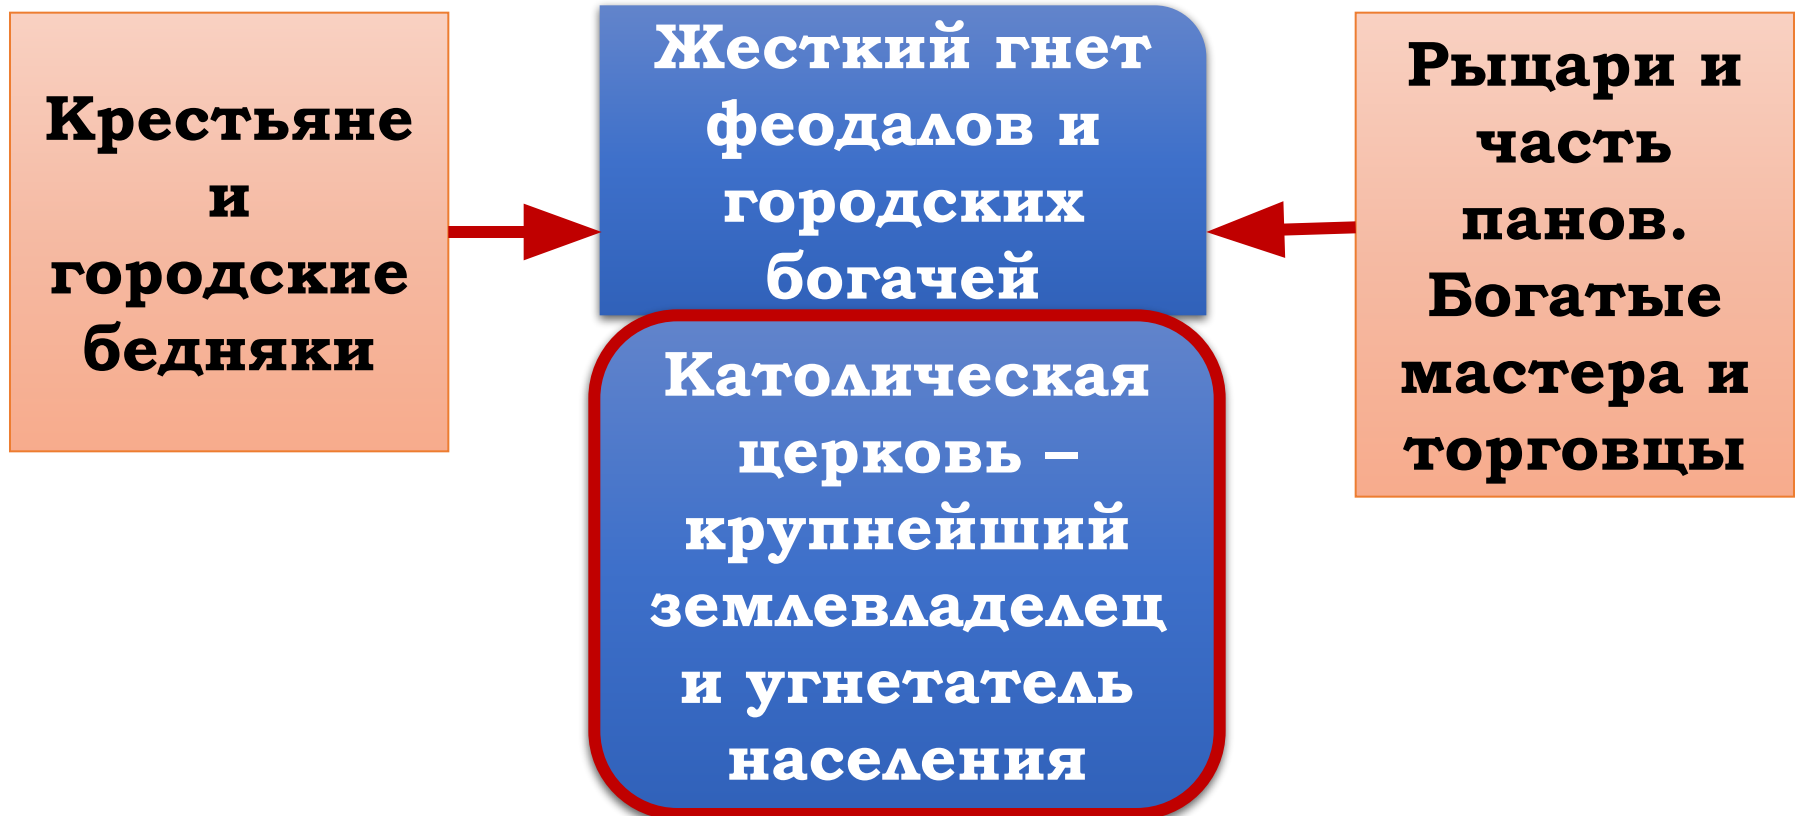 Крестьяне
и
городские
бедняки
Жесткий гнет
феодалов и
городских
богачей
Католическая
церковь –
крупнейший
землевладелец
и угнетатель
населения
Рыцари и
часть
панов.
Богатые
мастера и
торговцы